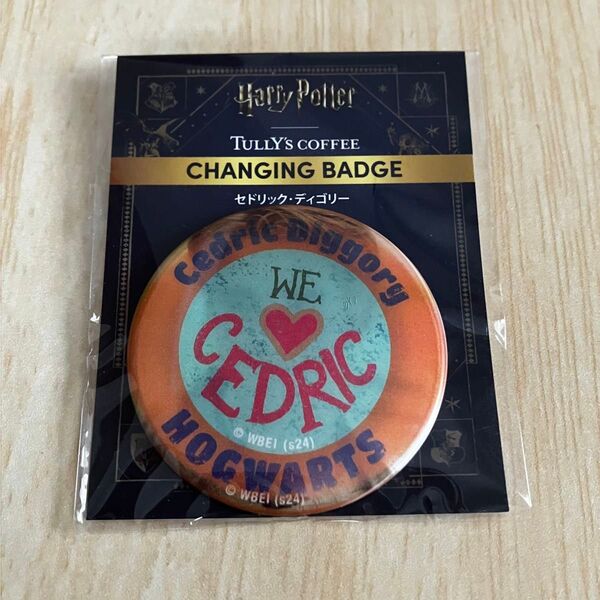 Harry Potter
TULLY'S COFFEE
CHANGING BADGE
セドリック・ディゴリー
Cedric Diggory
WE
CEDRIC
© WBEI (s24)
HOGWARTS
© WBEI (s24)